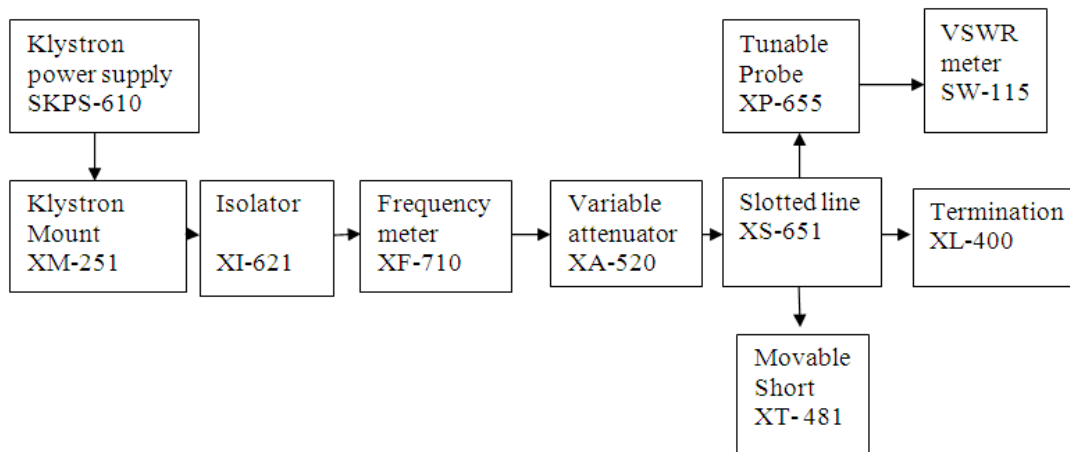 Klystron
power supply
SKPS-610
Tunable
Probe
XP-655
VSWR
meter
SW-115
Klystron
Mount
XM-251
Isolator
XI-621
Frequency
meter
XF-710
Variable
attenuator
XA-520
Slotted line
XS-651
Termination
XL-400
Movable
Short
XT- 481